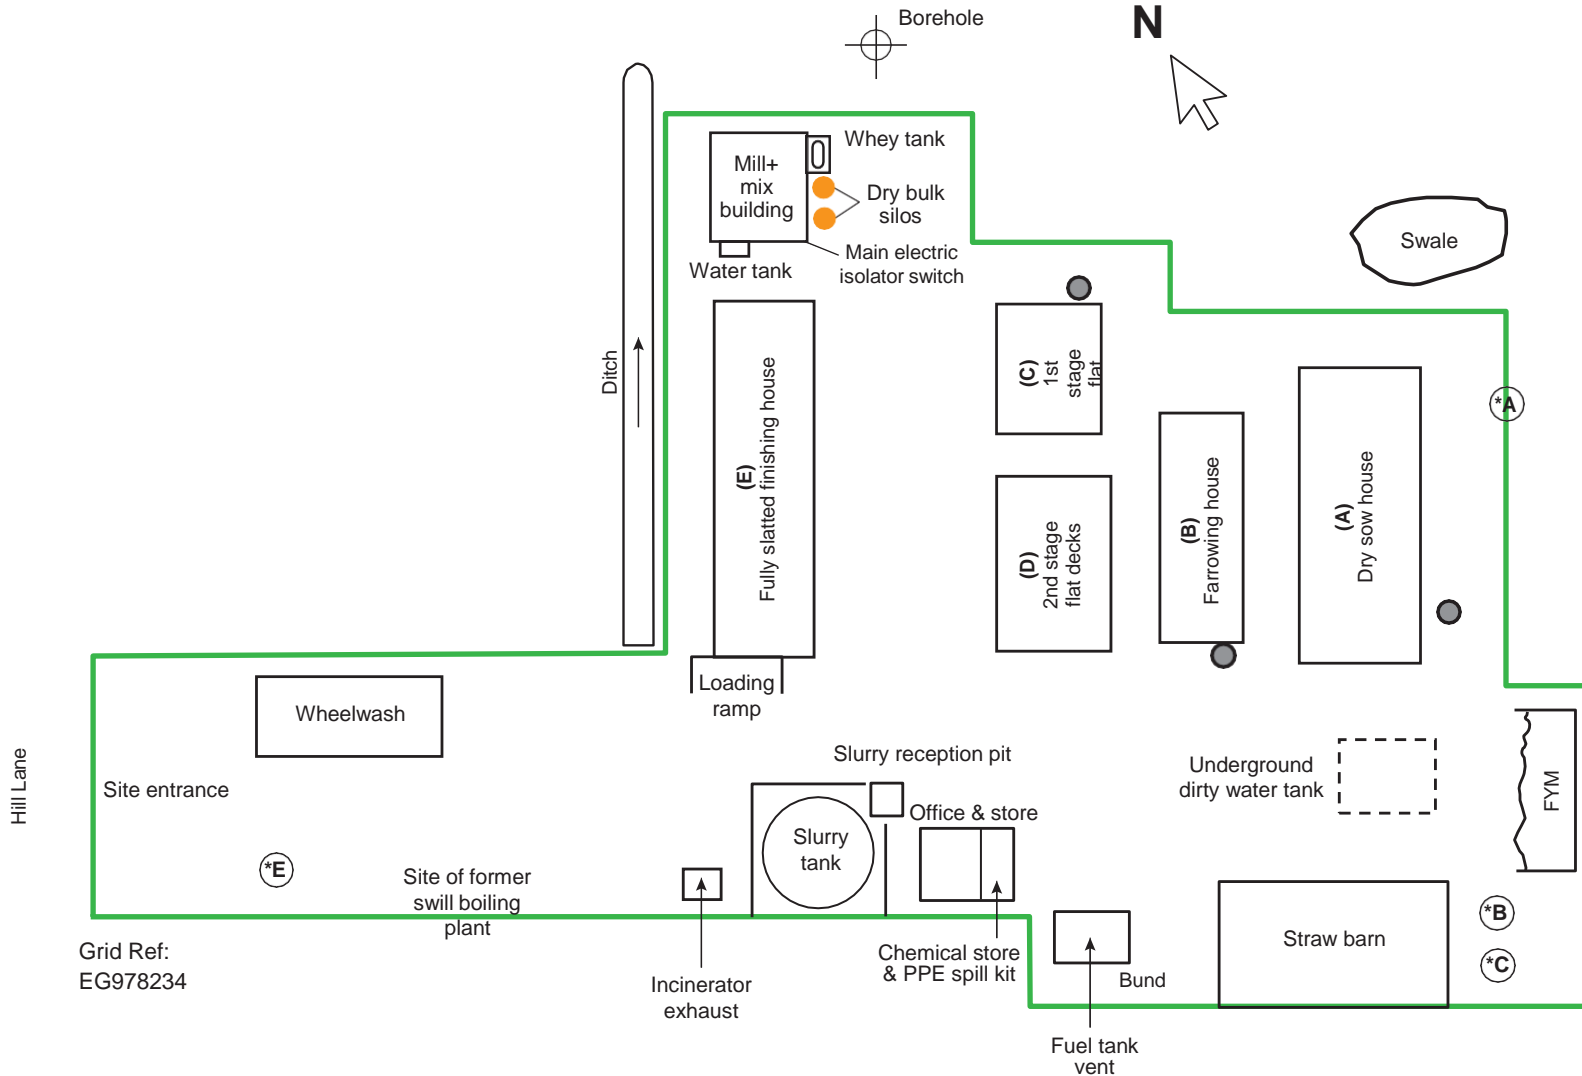 Borehole
N
Whey tank
Mill+
mix
building
Dry bulk
silos
Main electric
isolator switch
Water tank
Swale
Ditch
(E)
Fully slatted finishing house
(C)
1st
stage
flat
(D)
2nd stage
flat decks
(B)
Farrowing house
(A)
Dry sow house
*A
Loading
ramp
Wheelwash
Hill Lane
Site entrance
Slurry reception pit
Slurry
tank
Office & store
Underground
dirty water tank
FYM
*E
Site of former
swill boiling
plant
*B
*C
Straw barn
Grid Ref:
EG978234
Incinerator
exhaust
Chemical store
& PPE spill kit
Bund
Fuel tank
vent